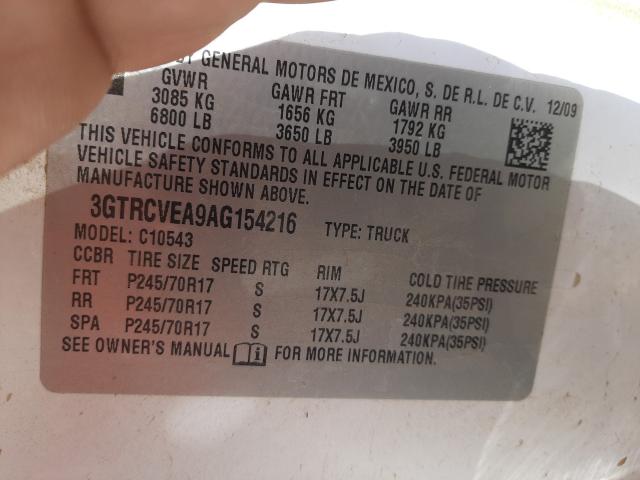 BY GENERAL MOTORS DE MEXICO, S. DE R.L. DE C.V. 12/09
GVWR GAWR FRT GAWR RR
3085 KG 1656 KG 1792 KG
6800 LB 3650 LB 3950 LB
THIS VEHICLE CONFORMS TO ALL APPLICABLE U.S. FEDERAL MOTOR
VEHICLE SAFETY STANDARDS IN EFFECT ON THE DATE OF
MANUFACTURE SHOWN ABOVE.
3GTRCVEA9AG154216 TYPE: TRUCK
MODEL: C10543
CCBR TIRE SIZE SPEED RTG RIM COLD TIRE PRESSURE
FRT P245/70R17 S 17X7.5J 240KPA(35PSI)
RR P245/70R17 S 17X7.5J 240KPA(35PSI)
SPA P245/70R17 S 17X7.5J 240KPA(35PSI)
SEE OWNER'S MANUAL FOR MORE INFORMATION.